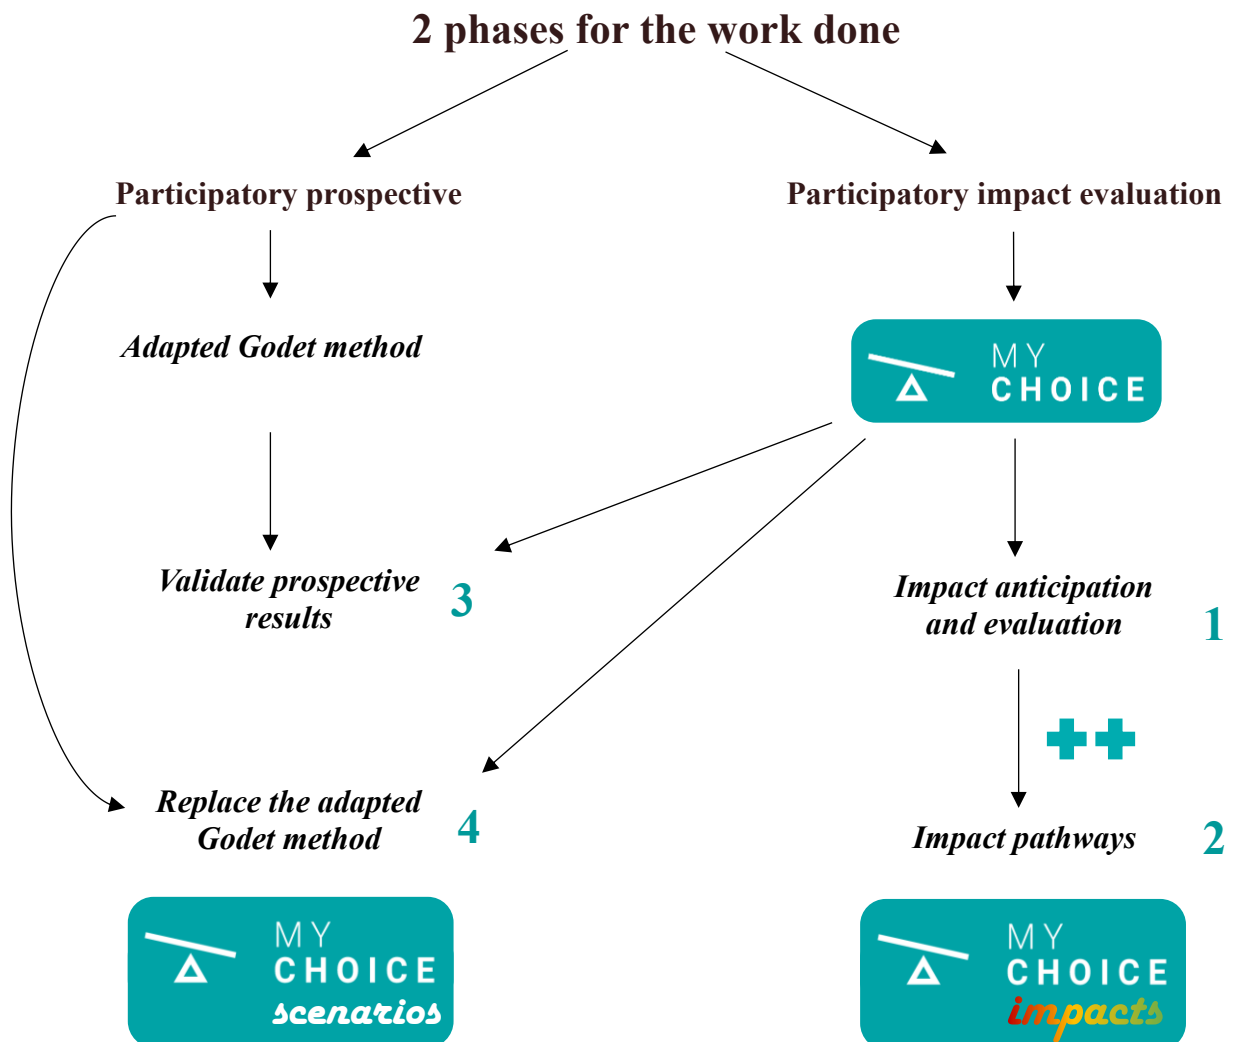 2 phases for the work done
Participatory prospective
Participatory impact evaluation
Adapted Godet method
MY
CHOICE
Validate prospective
results
3
Impact anticipation
and evaluation
1
Replace the adapted
Godet method
4
Impact pathways
2
MY
CHOICE
scenarios
MY
CHOICE
impacts